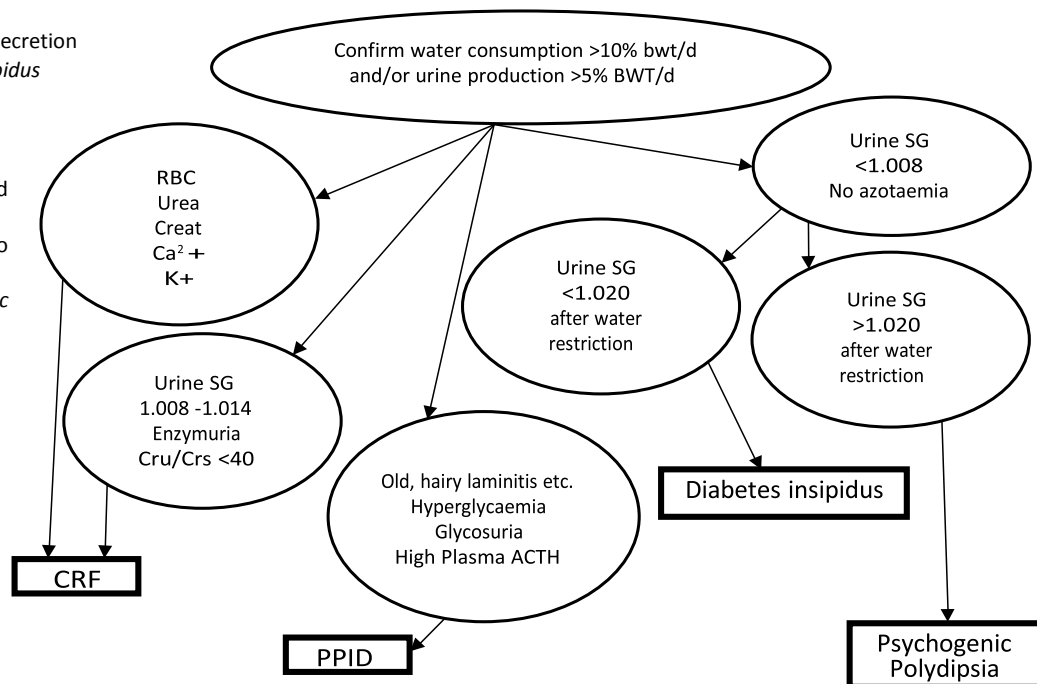 ecretion
oidus
d
o
c
Confirm water consumption >10% bwt/d
and/or urine production >5% BWT/d
RBC
Urea
Creat
Ca² +
K+
Urine SG
1.008 -1.014
Enzymuria
Cru/Crs <40
CRF
Old, hairy laminitis etc.
Hyperglycaemia
Glycosuria
High Plasma ACTH
PPID
Urine SG
<1.008
No azotaemia
Urine SG
<1.020
after water
restriction
Diabetes insipidus
Urine SG
>1.020
after water
restriction
Psychogenic
Polydipsia